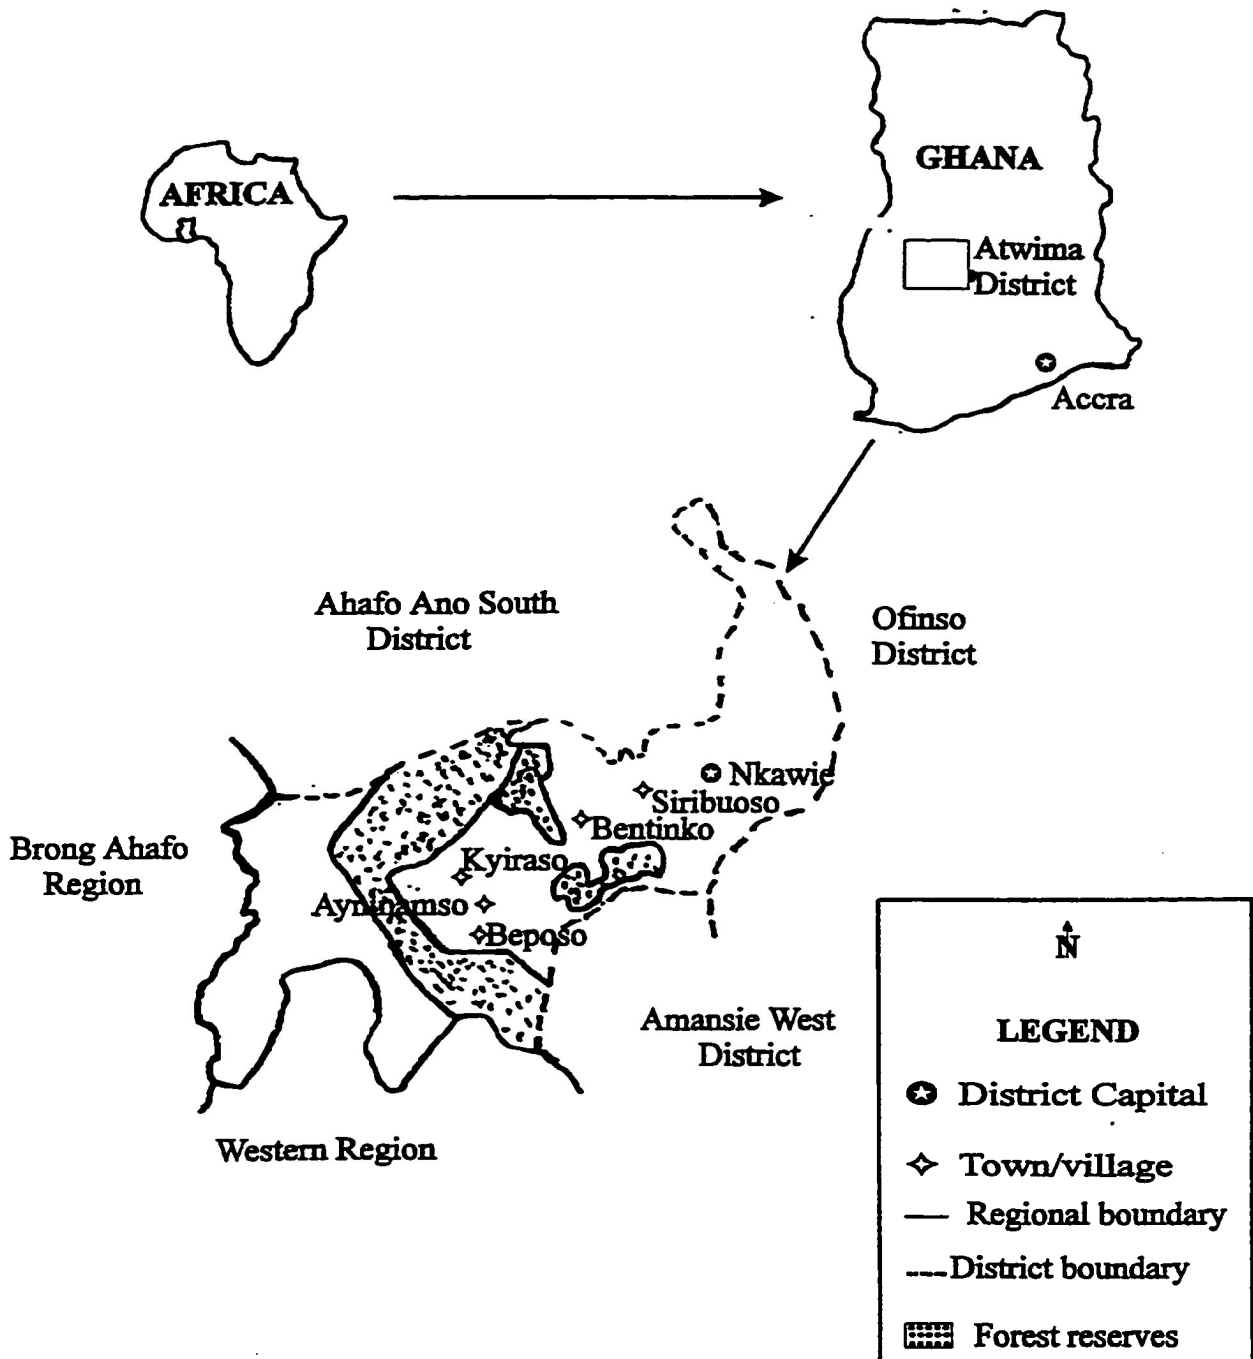 AFRICA
GHANA
Atwima
District
Accra
Ahafo Ano South
District
Ofinso
District
Nkawie
Siribuoso
Bentinko
Brong Ahafo
Region
Kyiraso
Ayninamso
Beposo
Amansie West
District
Western Region
N
LEGEND
District Capital
Town/village
Regional boundary
District boundary
Forest reserves